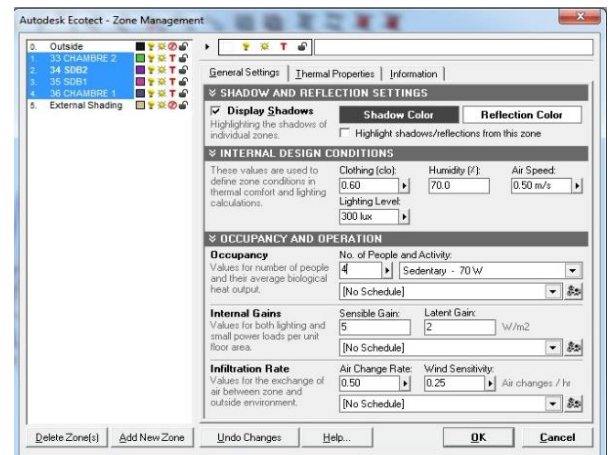 Autodesk Ecotect - Zone Management
0. Outside
1. 33 CHAMBRE 2
2. 34 SDB2
3. 35 SDB1
4. 36 CHAMBRE 1
5. External Shading
General Settings
Thermal Properties
Information
SHADOW AND REFLECTION SETTINGS
Display Shadows
Highlighting the shadows of
individual zones.
Shadow Color
Reflection Color
Highlight shadows/reflections from this zone
INTERNAL DESIGN CONDITIONS
These values are used to
define zone conditions in
thermal comfort and lighting
calculations.
Clothing (clo):
Humidity (%):
Air Speed:
0.60
70.0
0.50 m/s
Lighting Level:
300 lux
OCCUPANCY AND OPERATION
Occupancy
Values for number of people
and their average biological
heat output.
No. of People and Activity:
4
Sedentary - 70 W
[No Schedule]
Internal Gains
Values for both lighting and
small power loads per unit
floor area.
Sensible Gain:
Latent Gain:
5
2
W/m2
[No Schedule]
Infiltration Rate
Values for the exchange of
air between zone and
outside environment.
Air Change Rate:
Wind Sensitivity:
0.50
0.25
Air changes / hr
[No Schedule]
Delete Zone(s)
Add New Zone
Undo Changes
Help...
OK
Cancel